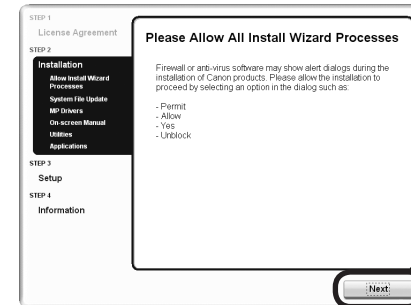 STEP 1
License Agreement
STEP 2
Installation
Allow Install Wizard
Processes
System File Update
MP Drivers
On-screen Manual
Utilities
Applications
STEP 3
Setup
STEP 4
Information
Please Allow All Install Wizard Processes
Firewall or anti-virus software may show alert dialogs during the
installation of Canon products. Please allow the installation to
proceed by selecting an option in the dialog such as:
- Permit
- Allow
- Yes
- Unblock
Next